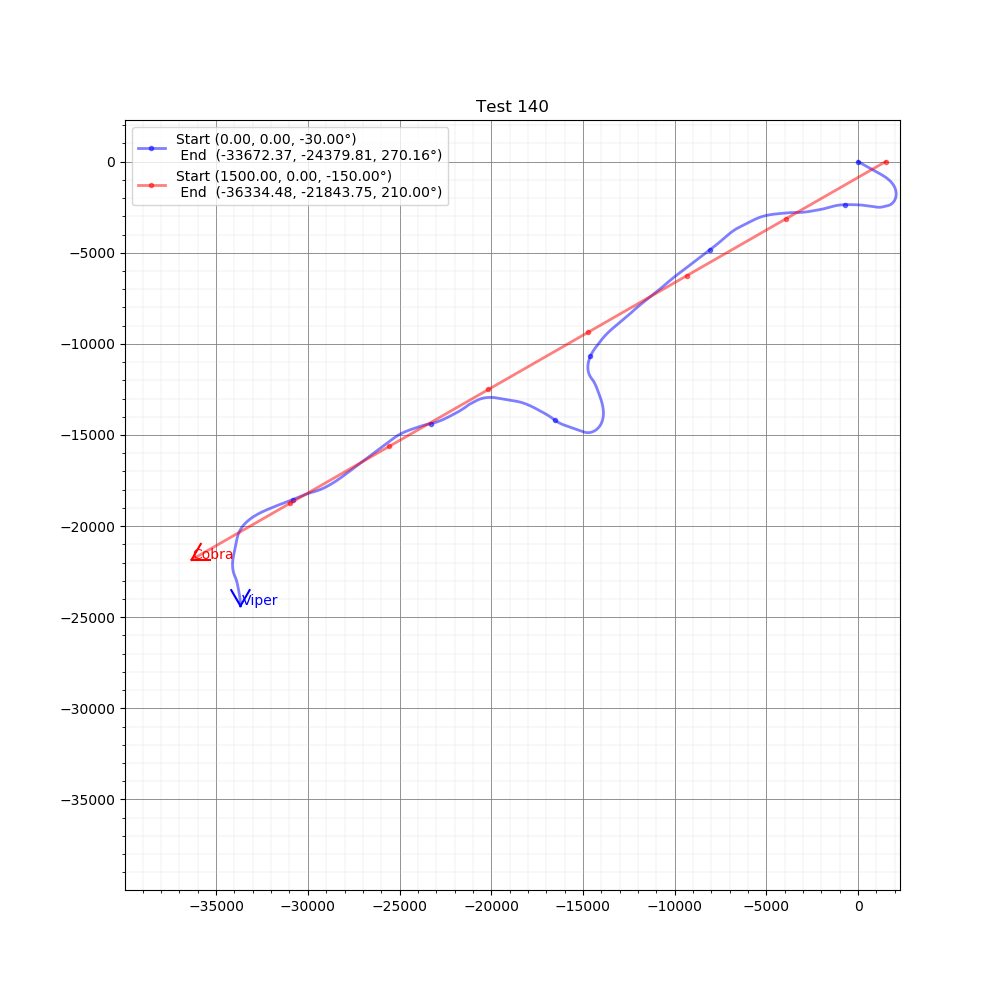 Test 140
Start (0.00, 0.00, -30.00°)
End  (-33672.37, -24379.81, 270.16°)
Start (1500.00, 0.00, -150.00°)
End  (-36334.48, -21843.75, 210.00°)
0
−5000
−10000
−15000
−20000
−25000
−30000
−35000
Cobra
Viper
−35000 −30000 −25000 −20000 −15000 −10000 −5000 0